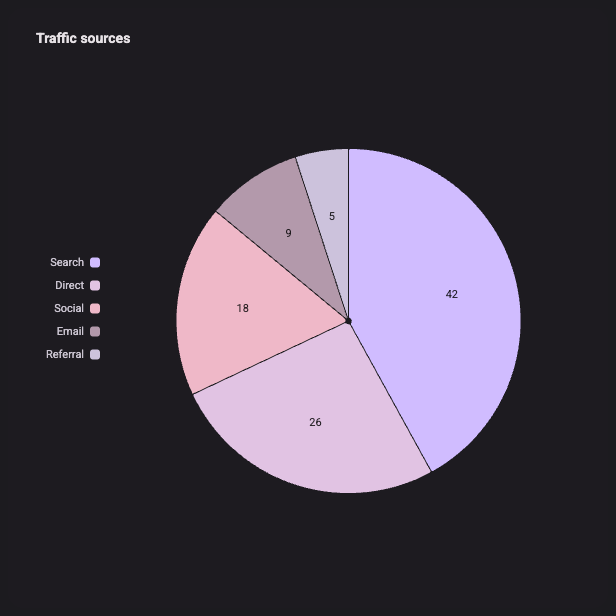 Traffic sources
Search
Direct
Social
Email
Referral
5
9
42
18
26